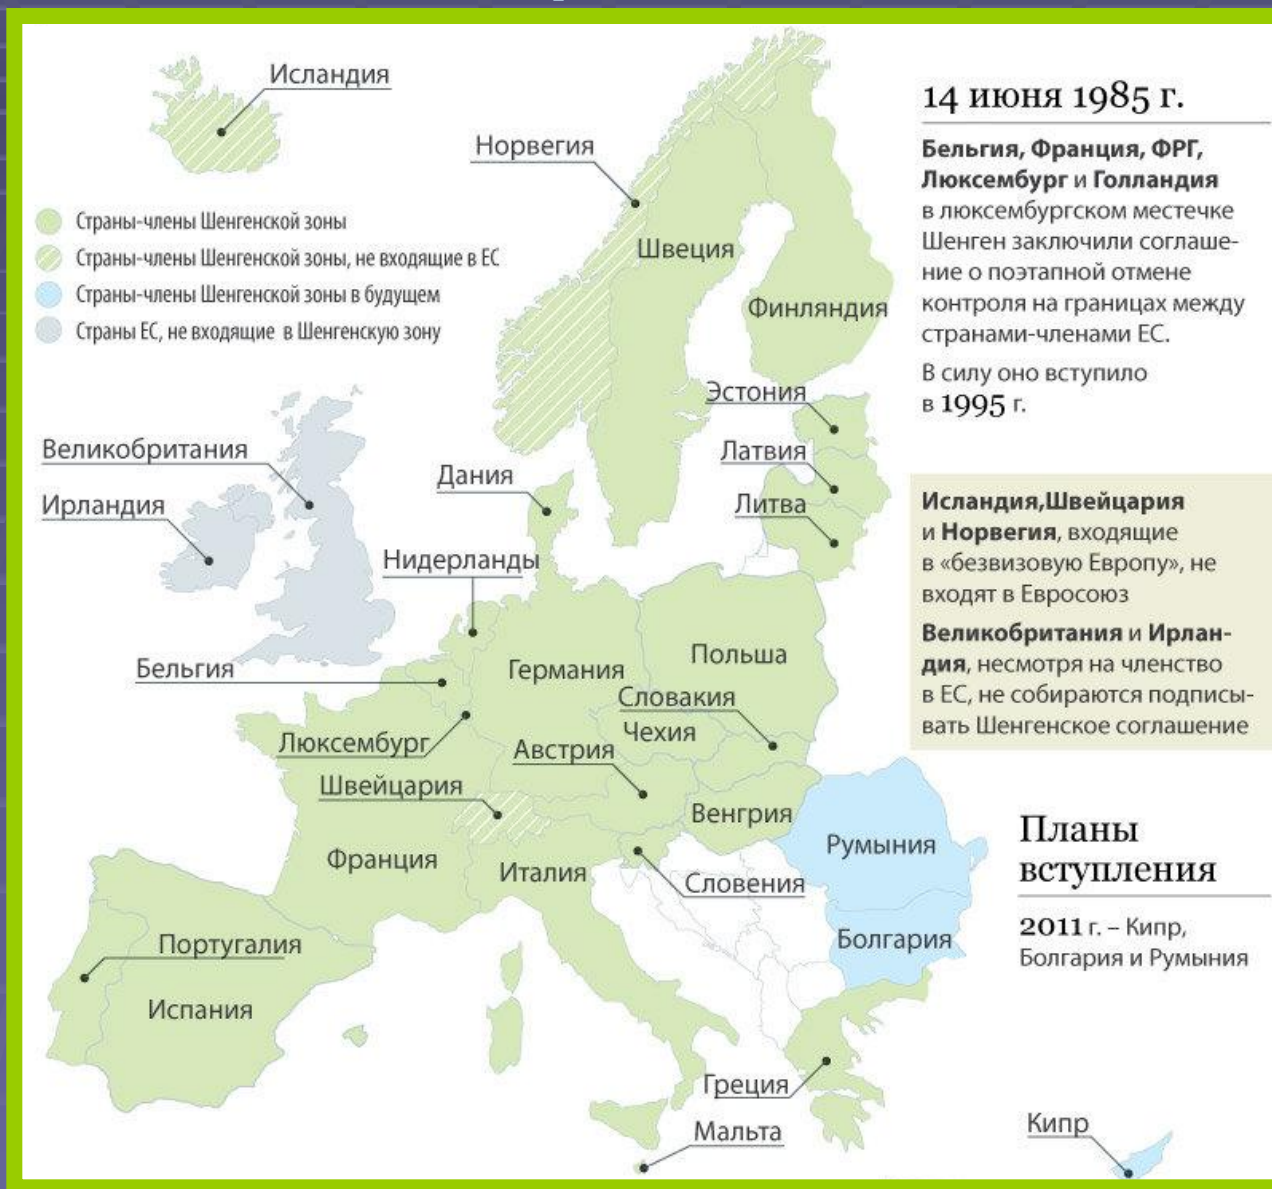 Исландия
Норвегия
Страны-члены Шенгенской зоны
Страны-члены Шенгенской зоны, не входящие в ЕС
Страны-члены Шенгенской зоны в будущем
Страны ЕС, не входящие в Шенгенскую зону
Швеция
Финляндия
Эстония
Латвия
Литва
Великобритания
Ирландия
Дания
Нидерланды
Бельгия
Германия
Польша
Словакия
Чехия
Люксембург
Австрия
Швейцария
Венгрия
Румыния
Франция
Италия
Словения
Болгария
Португалия
Испания
Греция
Мальта
Кипр
14 июня 1985 г.
Бельгия, Франция, ФРГ,
Люксембург и Голландия
в люксембургском местечке
Шенген заключили соглаше-
ние о поэтапной отмене
контроля на границах между
странами-членами ЕС.
В силу оно вступило
в 1995 г.
Исландия,Швейцария
и Норвегия, входящие
в «безвизовую Европу», не
входят в Евросоюз
Великобритания и Ирлан-
дия, несмотря на членство
в ЕС, не собираются подписы-
вать Шенгенское соглашение
Планы
вступления
2011 г. – Кипр,
Болгария и Румыния